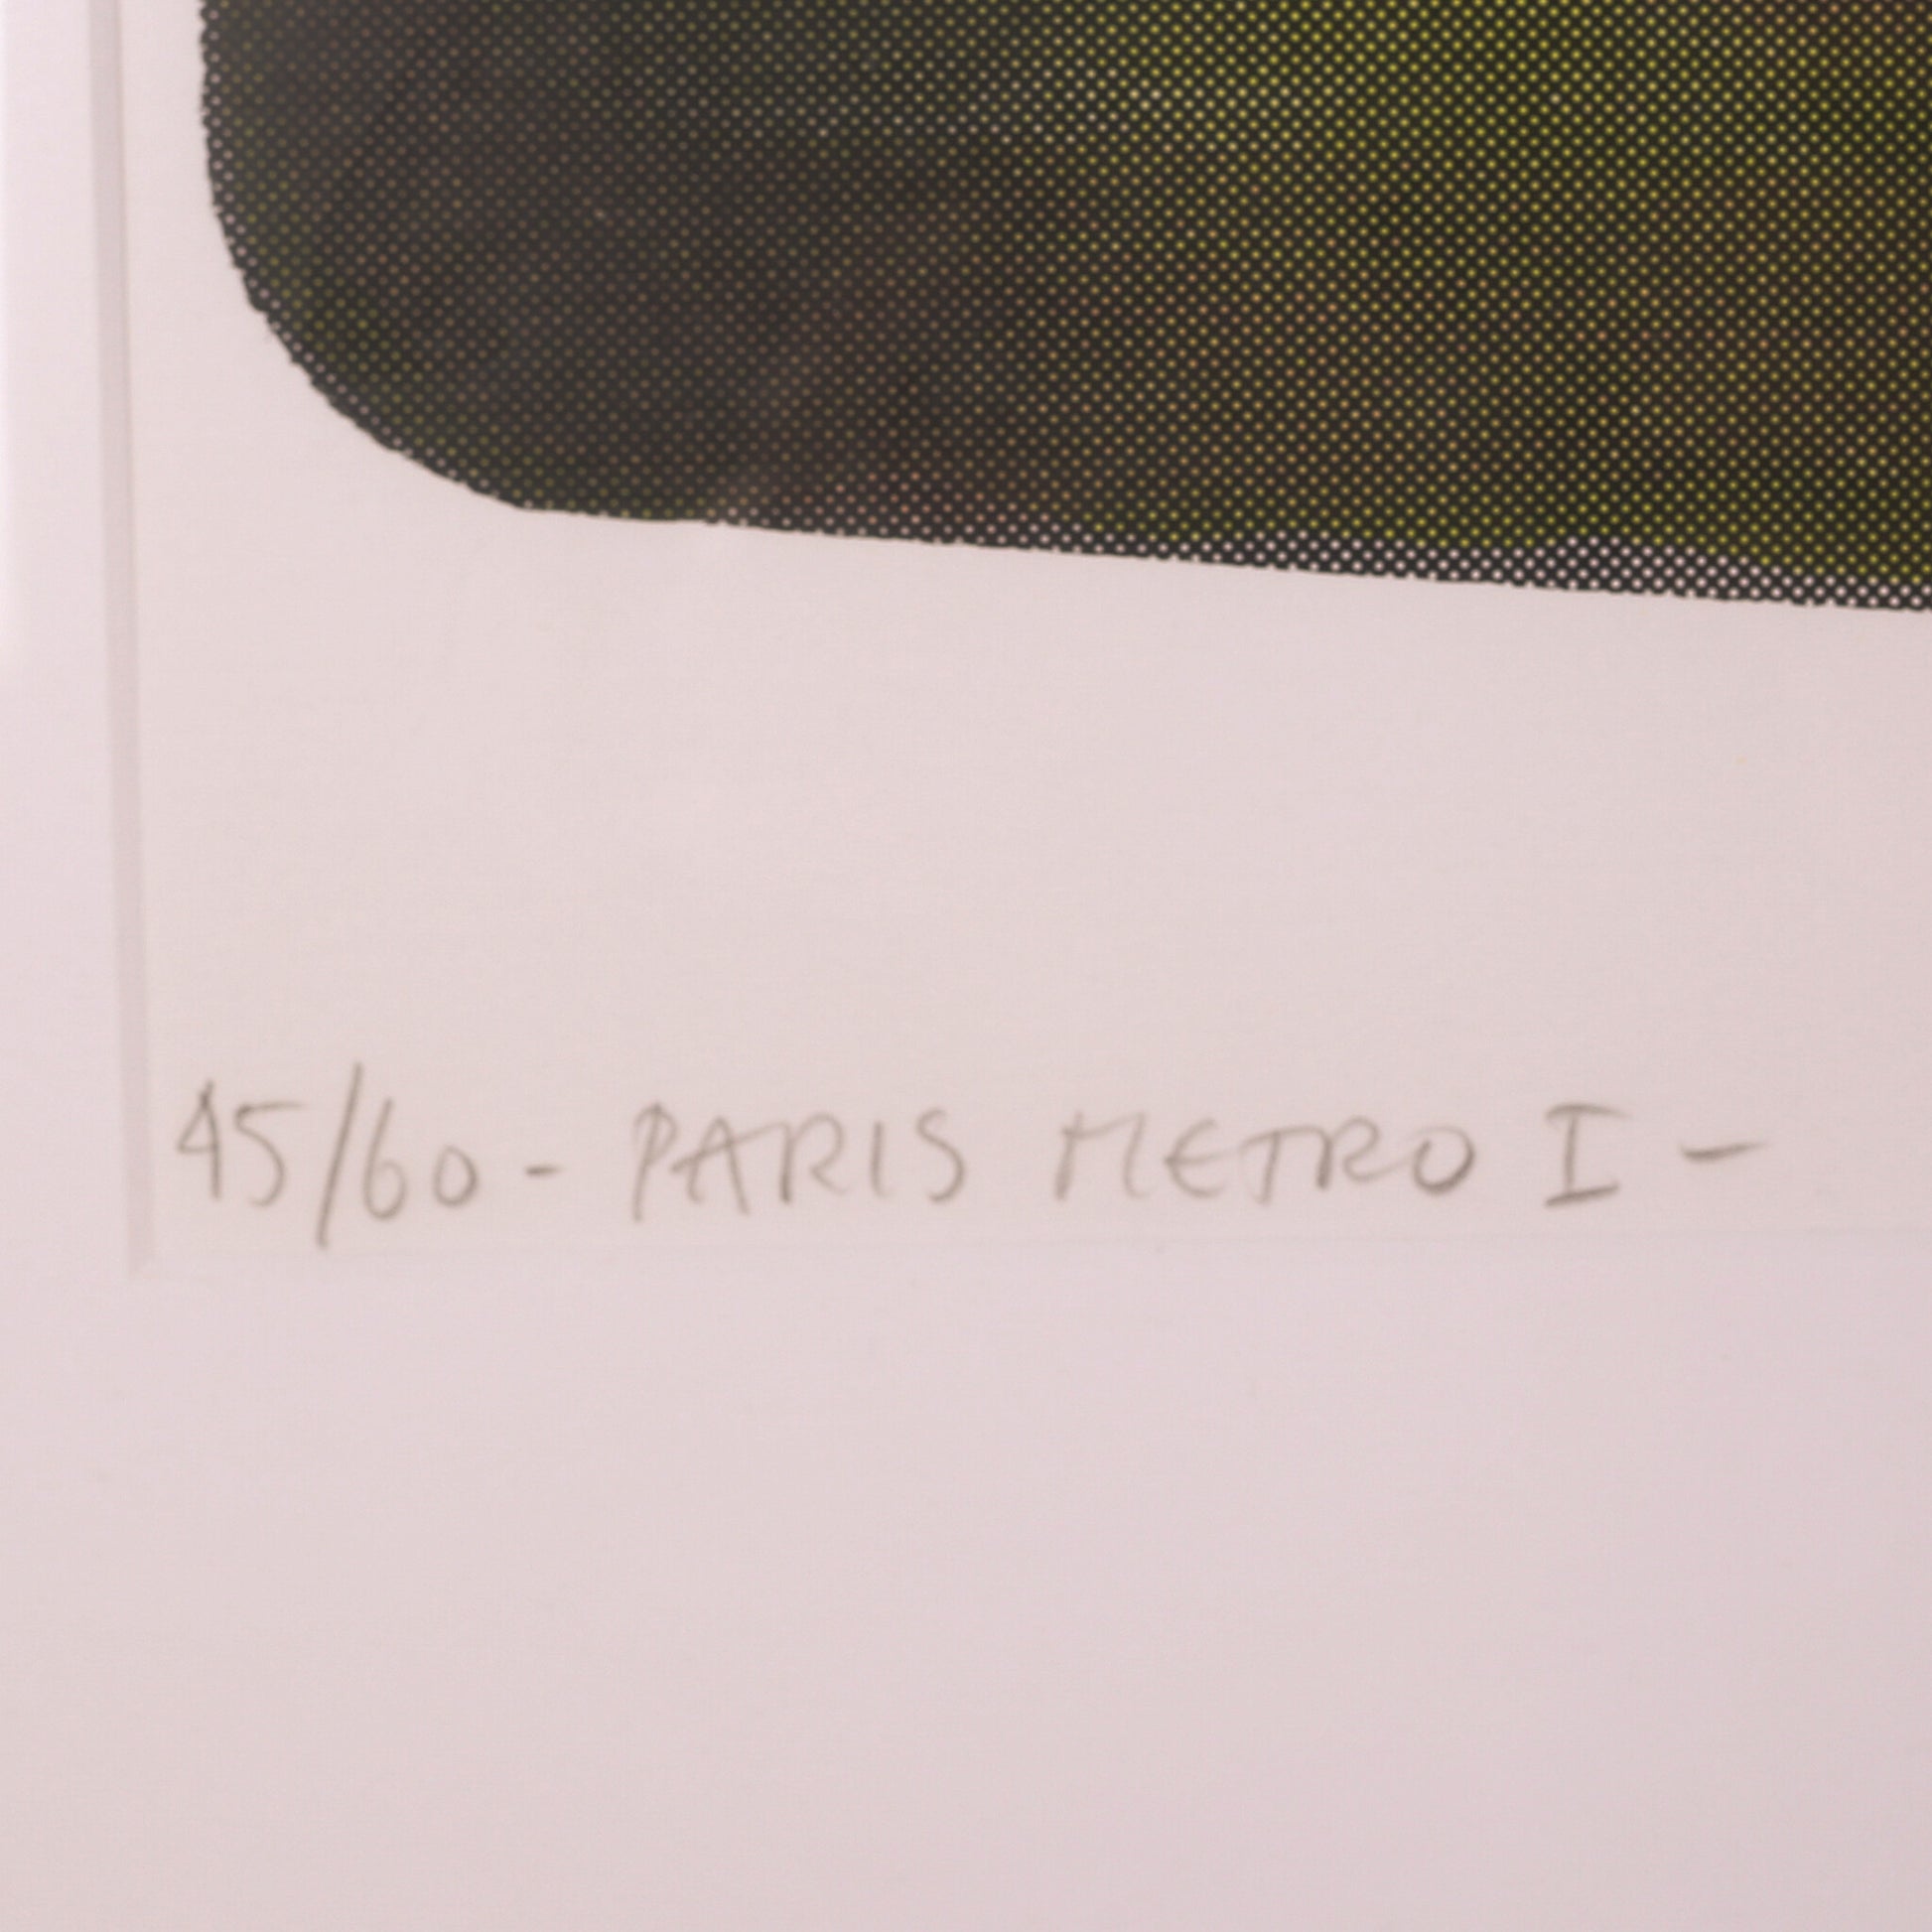 45/60 - PARIS METRO I -